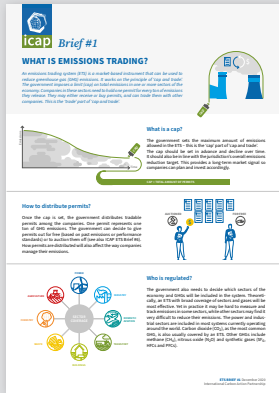 icap Brief #1
WHAT IS EMISSIONS TRADING?
An emissions trading system (ETS) is a market-based instrument that can be used to
reduce greenhouse gas (GHG) emissions. It works on the principle of 'cap and trade'.
The government imposes a limit (cap) on total emissions in one or more sectors of the
economy. Companies in these sectors need to hold one permit for every ton of emissions
they release. They may either receive or buy permits, and can trade them with other
companies. This is the 'trade' part of 'cap and trade'.
What is a cap?
The government sets the maximum amount of emissions
allowed in the ETS - this is the 'cap' part of 'cap and trade'.
The cap should be set in advance and decline over time.
It should also be in line with the jurisdiction's overall emissions
reduction target. This provides a long-term market signal so
companies can plan and invest accordingly.
How to distribute permits?
Once the cap is set, the government distributes tradable
permits among the companies. One permit represents one
ton of GHG emissions. The government can decide to give
permits out for free (based on past emissions or performance
standards) or to auction them off (see also ICAP ETS Brief #5).
How permits are distributed will also affect the way companies
manage their emissions.
Who is regulated?
The government also needs to decide which sectors of the
economy and GHGs will be included in the system. Theoreti-
cally, an ETS with broad coverage of sectors and gases will be
most effective. Yet in practice it may be hard to measure and
track emissions in some sectors, while other sectors may find it
very difficult to reduce their emissions. The power and indus-
trial sectors are included in most systems currently operating
around the world. Carbon dioxide (CO₂), as the most common
GHG, is also usually covered by an ETS. Other GHGs include
methane (CH₄), nitrous oxide (N₂O) and synthetic gases (SF₆,
HFCs and PFCs).
International Carbon Action Partnership